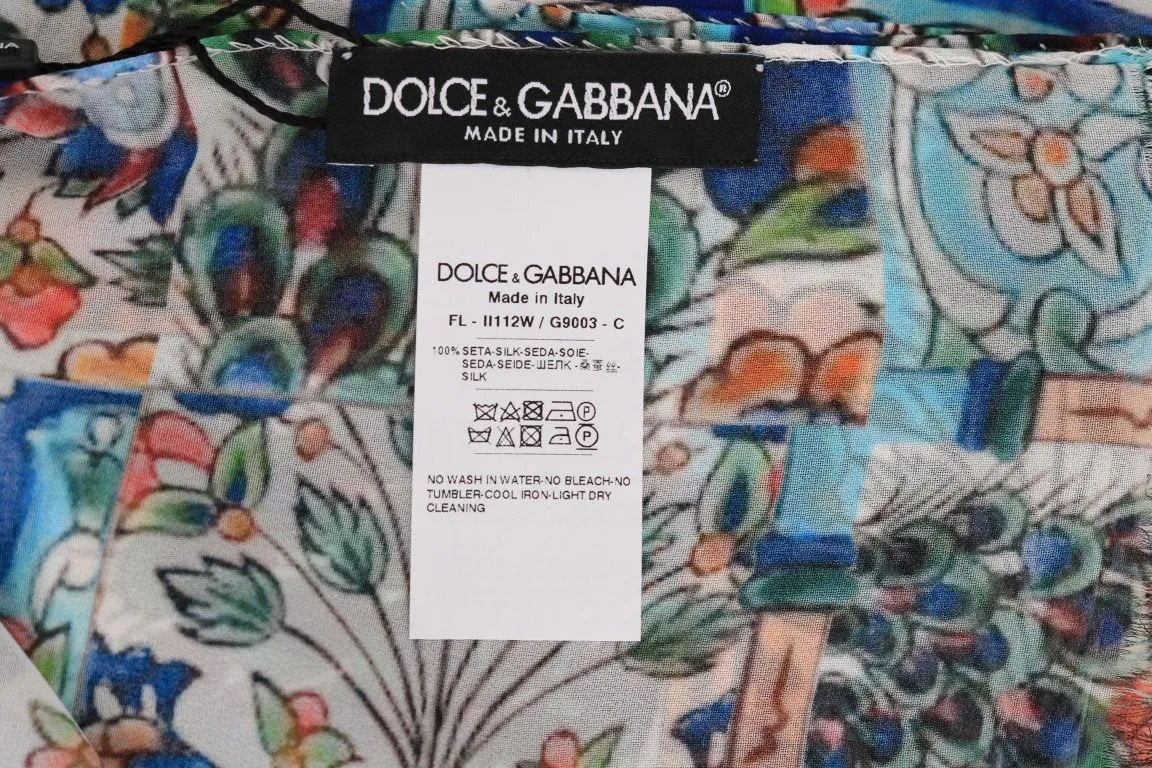 DOLCE & GABBANA®
MADE IN ITALY
DOLCE & GABBANA
Made in Italy
FL - II112W / G9003 - C
100% SETA-SILK-SEDA-SOIE-
SEDA-SEIDE-ШЕЛК -桑蚕丝-
SILK
P
P
NO WASH IN WATER-NO BLEACH-NO
TUMBLER-COOL IRON-LIGHT DRY
CLEANING